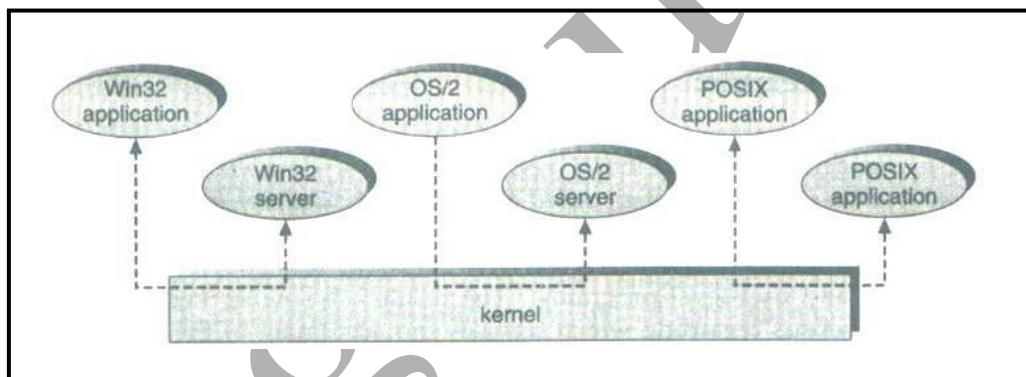 Win32
application
OS/2
application
POSIX
application
Win32
server
OS/2
server
POSIX
application
kernel